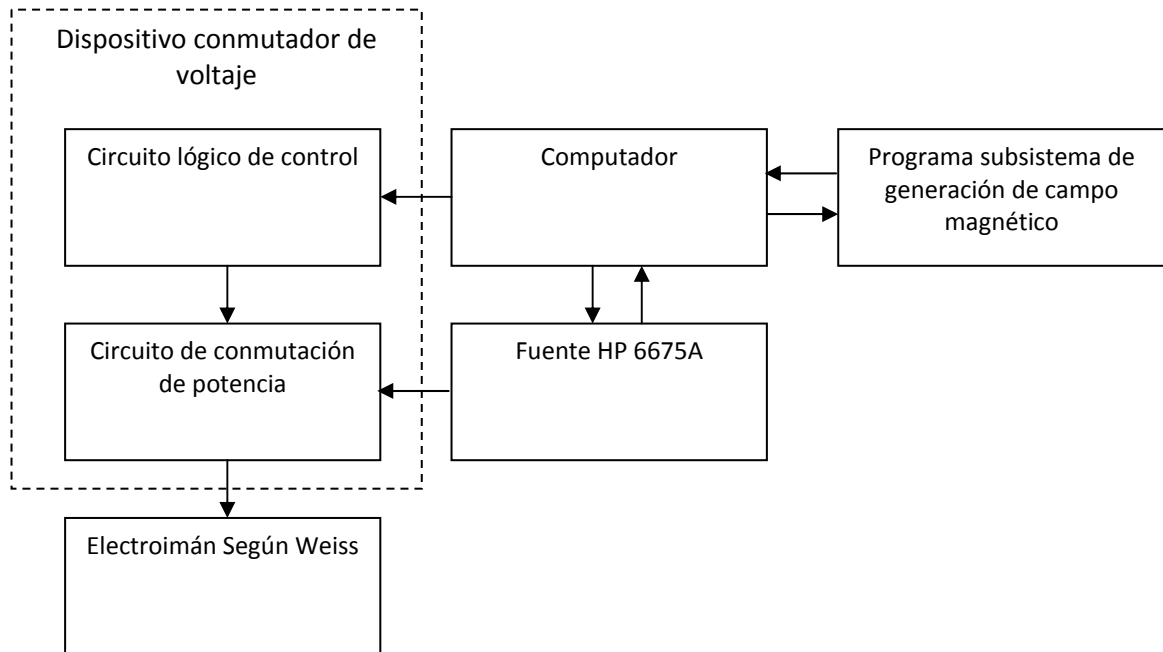 Dispositivo conmutador de
voltaje
Circuito lógico de control
Computador
Programa subsistema de
generación de campo
magnético
Circuito de conmutación
de potencia
Fuente HP 6675A
Electroimán Según Weiss